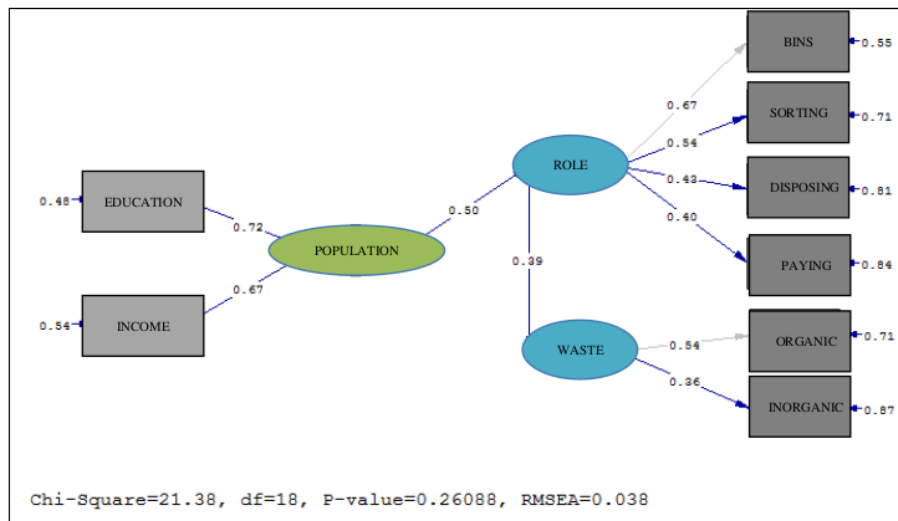 BINS
0.55
0.67
SORTING
0.71
0.54
ROLE
0.43
DISPOSING
0.81
0.48
EDUCATION
0.50
0.40
0.72
POPULATION
0.39
PAYING
0.84
0.67
0.54
INCOME
WASTE
0.54
ORGANIC
0.71
0.36
INORGANIC
0.87
Chi-Square=21.38, df=18, P-value=0.26088, RMSEA=0.038